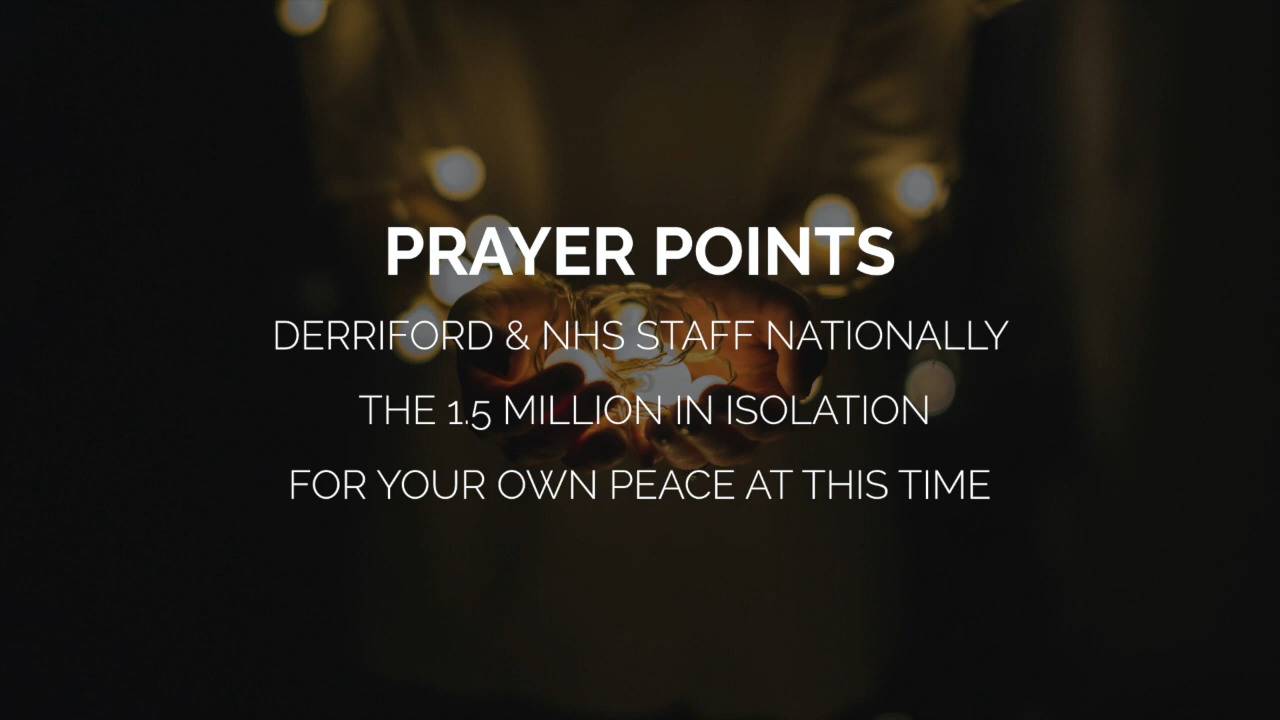 PRAYER POINTS
DERRIFORD & NHS STAFF NATIONALLY
THE 1.5 MILLION IN ISOLATION
FOR YOUR OWN PEACE AT THIS TIME